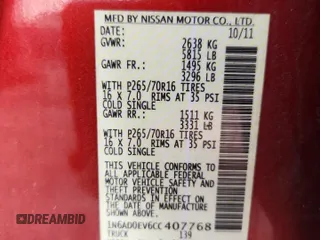 MFD BY NISSAN MOTOR CO., LTD.
DATE: 10/11
GVWR: 2638 KG
5815 LB
GAWR FR.: 1495 KG
3296 LB
WITH P265/70R16 TIRES
16 X 7.0 RIMS AT 35 PSI
COLD SINGLE
GAWR RR.: 1511 KG
3331 LB
WITH P265/70R16 TIRES
16 X 7.0 RIMS AT 35 PSI
COLD SINGLE
THIS VEHICLE CONFORMS TO
ALL APPLICABLE FEDERAL
MOTOR VEHICLE SAFETY
STANDARDS IN EFFECT ON
THE DATE OF MANUFACTURE
SHOWN ABOVE.
1N6AD0EV6CC407768
TRUCK 139
© DREAMBID